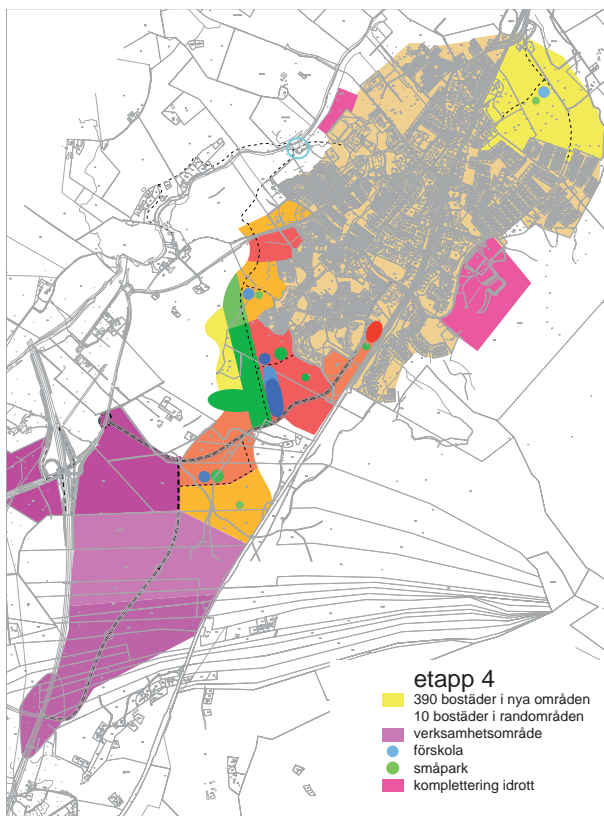 etapp 4
390 bostäder i nya områden
10 bostäder i randområden
verksamhetsområde
förskola
småpark
komplettering idrott